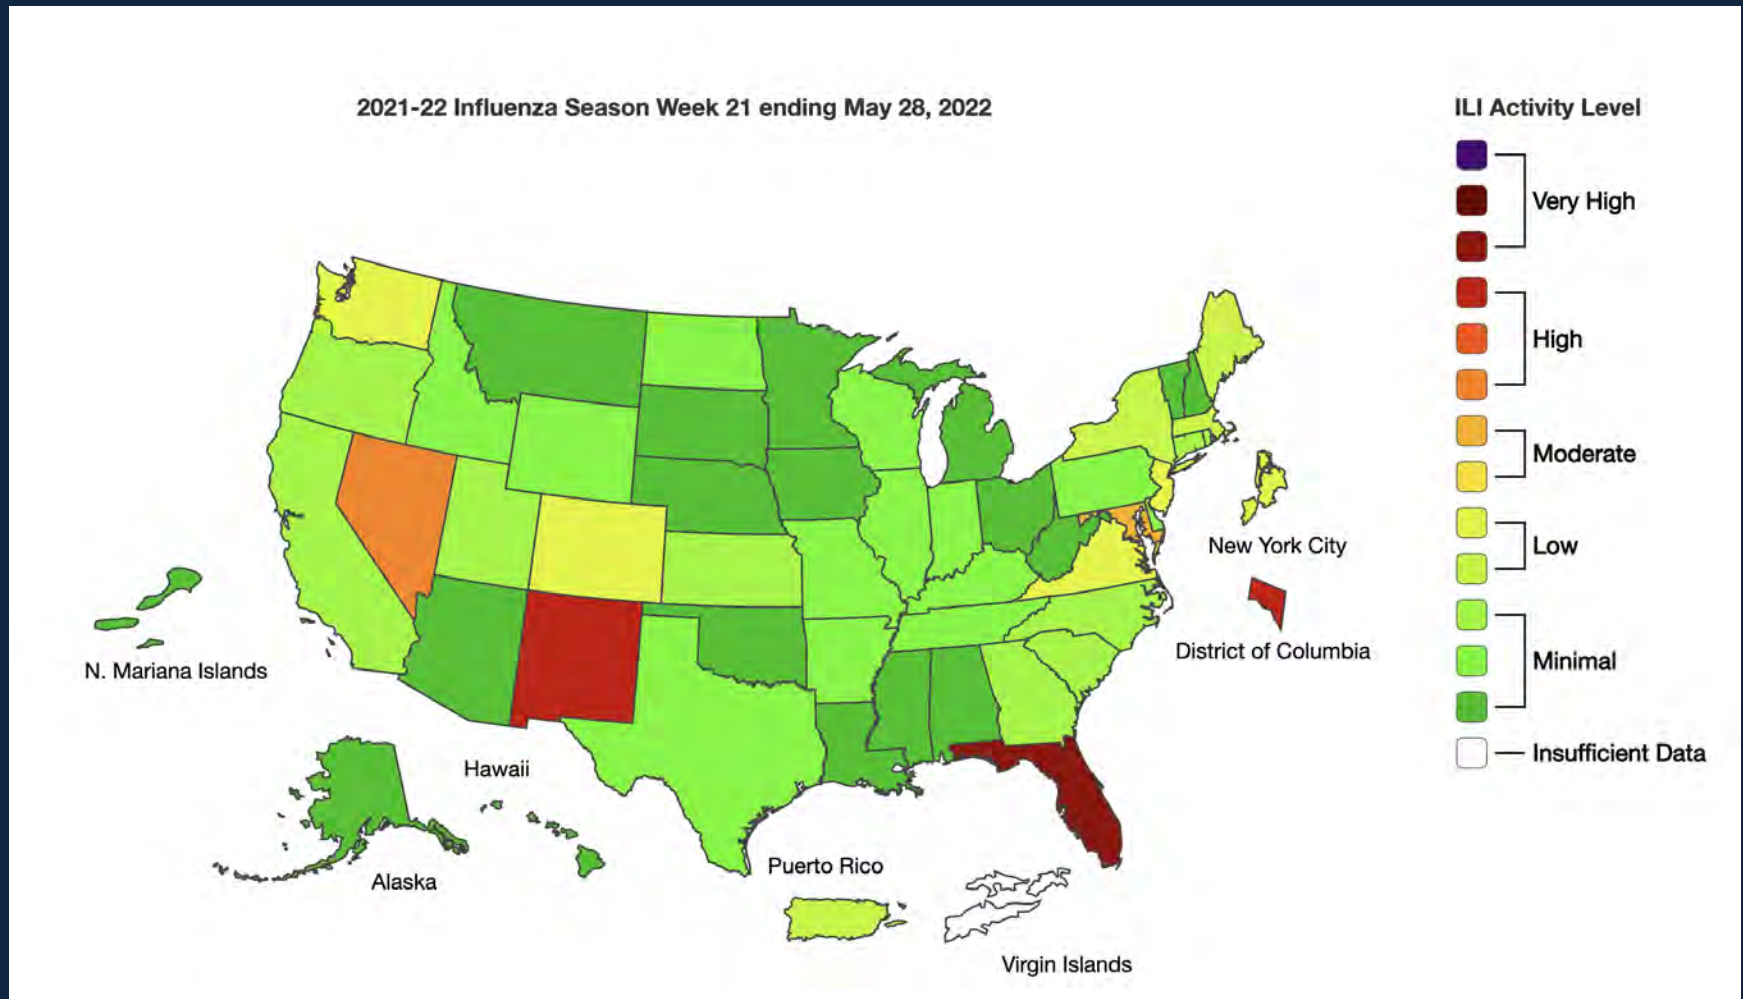 2021-22 Influenza Season Week 21 ending May 28, 2022
ILI Activity Level
Very High
High
Moderate
Low
Minimal
Insufficient Data
New York City
District of Columbia
N. Mariana Islands
Hawaii
Alaska
Puerto Rico
Virgin Islands